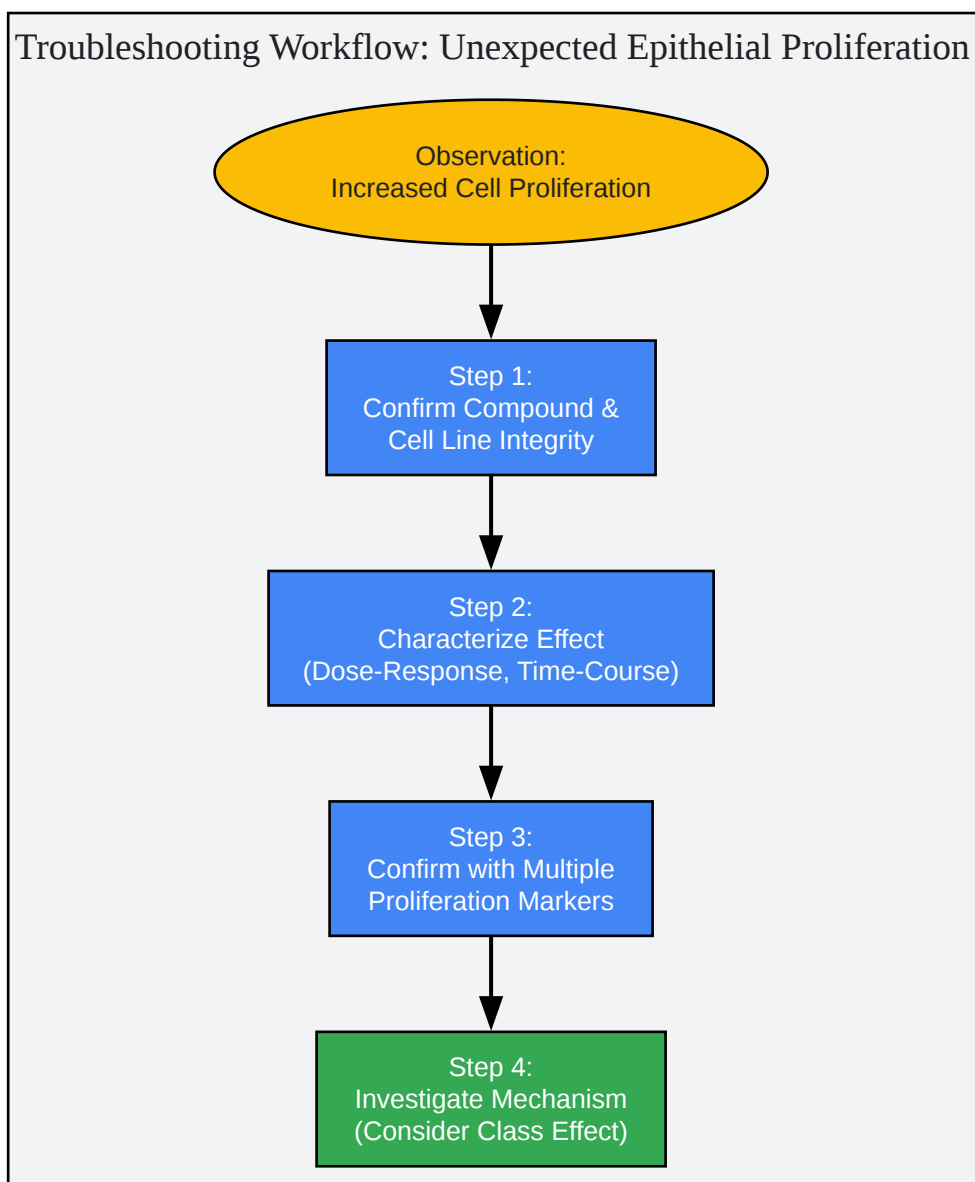 Troubleshooting Workflow: Unexpected Epithelial Proliferation
Observation:
Increased Cell Proliferation
Step 1:
Confirm Compound &
Cell Line Integrity
Step 2:
Characterize Effect
(Dose-Response, Time-Course)
Step 3:
Confirm with Multiple
Proliferation Markers
Step 4:
Investigate Mechanism
(Consider Class Effect)